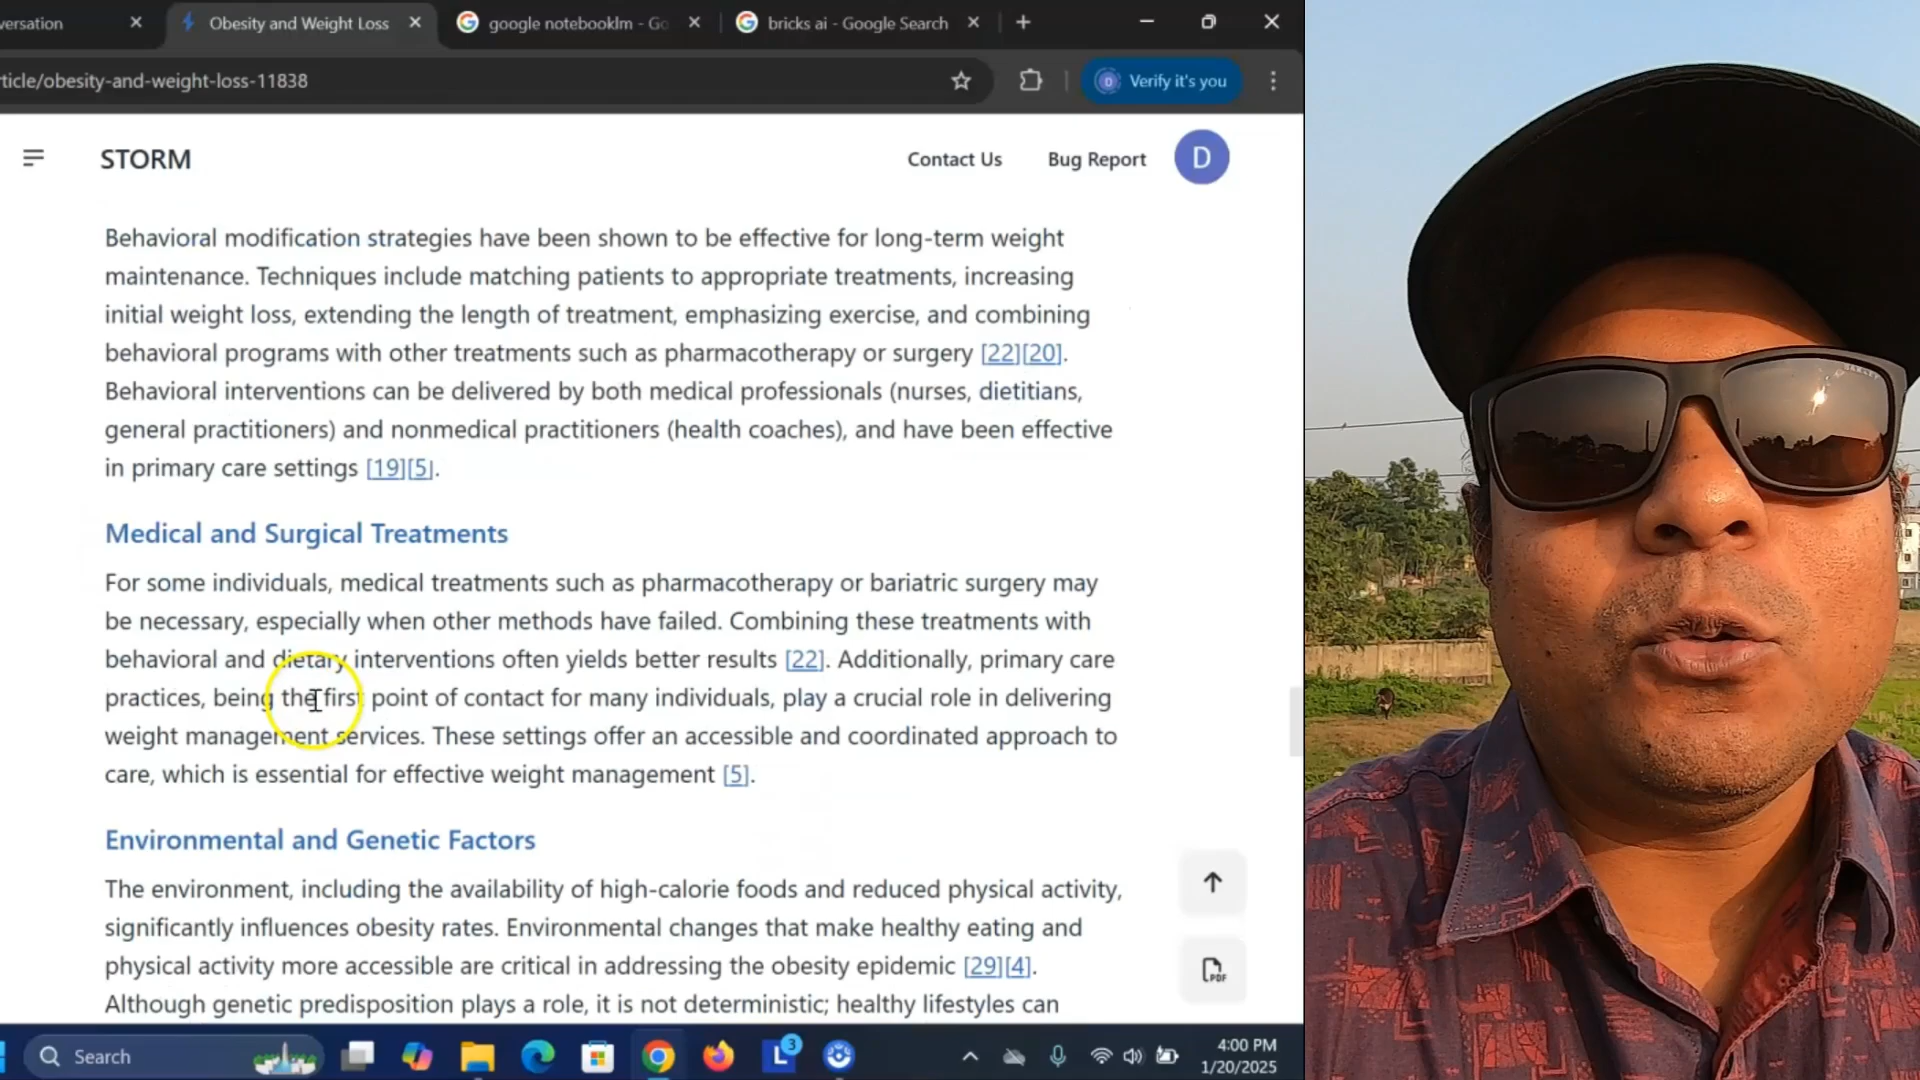 versation
Obesity and Weight Loss
google notebooklm - Go
bricks ai - Google Search
rticle/obesity-and-weight-loss-11838
Verify it's you
STORM
Contact Us
Bug Report
D
Behavioral modification strategies have been shown to be effective for long-term weight
maintenance. Techniques include matching patients to appropriate treatments, increasing
initial weight loss, extending the length of treatment, emphasizing exercise, and combining
behavioral programs with other treatments such as pharmacotherapy or surgery [22][20].
Behavioral interventions can be delivered by both medical professionals (nurses, dietitians,
general practitioners) and nonmedical practitioners (health coaches), and have been effective
in primary care settings [19][5].
Medical and Surgical Treatments
For some individuals, medical treatments such as pharmacotherapy or bariatric surgery may
be necessary, especially when other methods have failed. Combining these treatments with
behavioral and dietary interventions often yields better results [22]. Additionally, primary care
practices, being the first point of contact for many individuals, play a crucial role in delivering
weight management services. These settings offer an accessible and coordinated approach to
care, which is essential for effective weight management [5].
Environmental and Genetic Factors
The environment, including the availability of high-calorie foods and reduced physical activity,
significantly influences obesity rates. Environmental changes that make healthy eating and
physical activity more accessible are critical in addressing the obesity epidemic [29][4].
Although genetic predisposition plays a role, it is not deterministic; healthy lifestyles can
PDF
Search
L
3
4:00 PM
1/20/2025